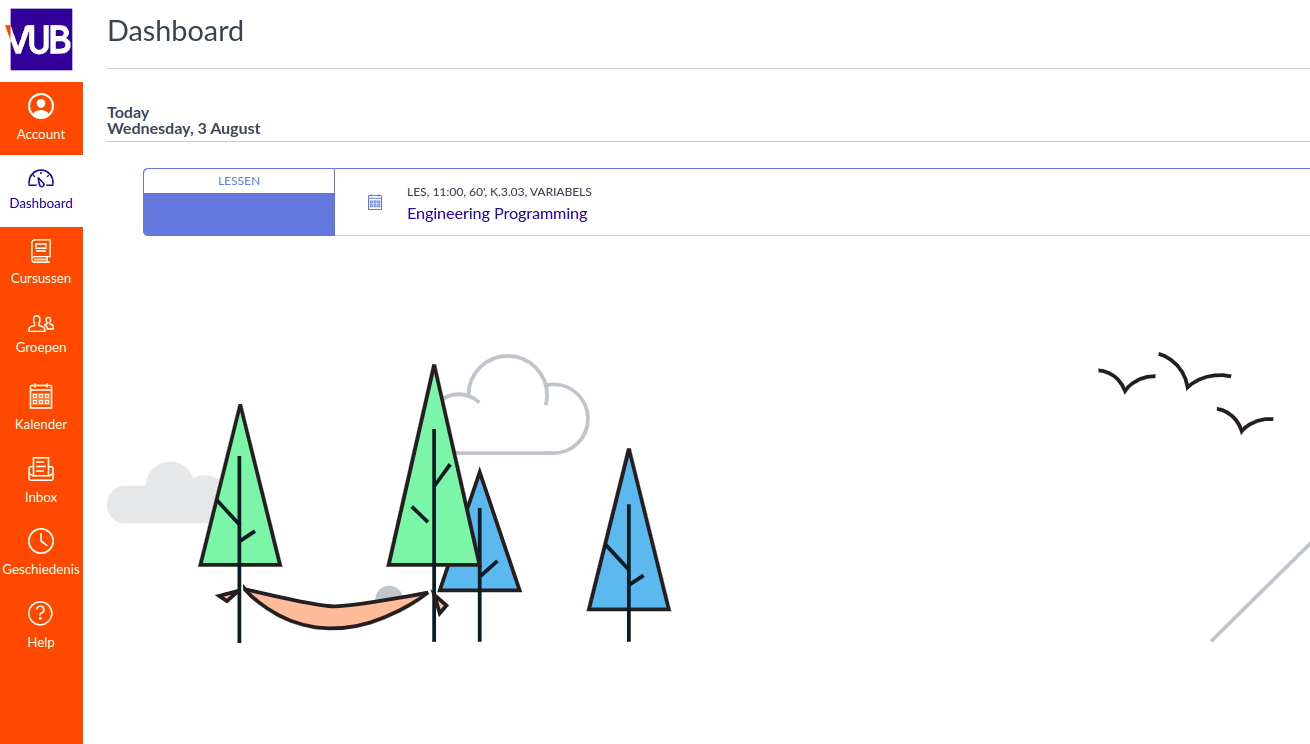 VUB
Dashboard
Account
Dashboard
Cursussen
Groepen
Kalender
Inbox
Geschiedenis
Help
Today
Wednesday, 3 August
LESSEN
LES, 11:00, 60', K.3.03, VARIABELS
Engineering Programming